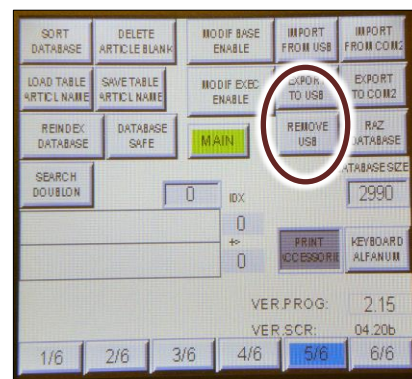 SORT
DATABASE
DELETE
ARTICLE BLANK
MODIF BASE
ENABLE
IMPORT
FROM USB
IMPORT
FROM COM2
LOAD TABLE
ARTICL NAME
SAVE TABLE
ARTICL NAME
MODIF EXEC
ENABLE
EXPORT
TO USB
EXPORT
TO COM2
REINDEX
DATABASE
DATABASE
SAFE
MAIN
REMOVE
USB
RAZ
DATABASE
SEARCH
DOUBLON
0 IDX
DATABASE SIZE
2990
0
+>
0
PRINT
ACCESSORII
KEYBOARD
ALFANUM
VER.PROG: 2.15
VER.SCR: 04.20b
1/6 2/6 3/6 4/6 5/6 6/6